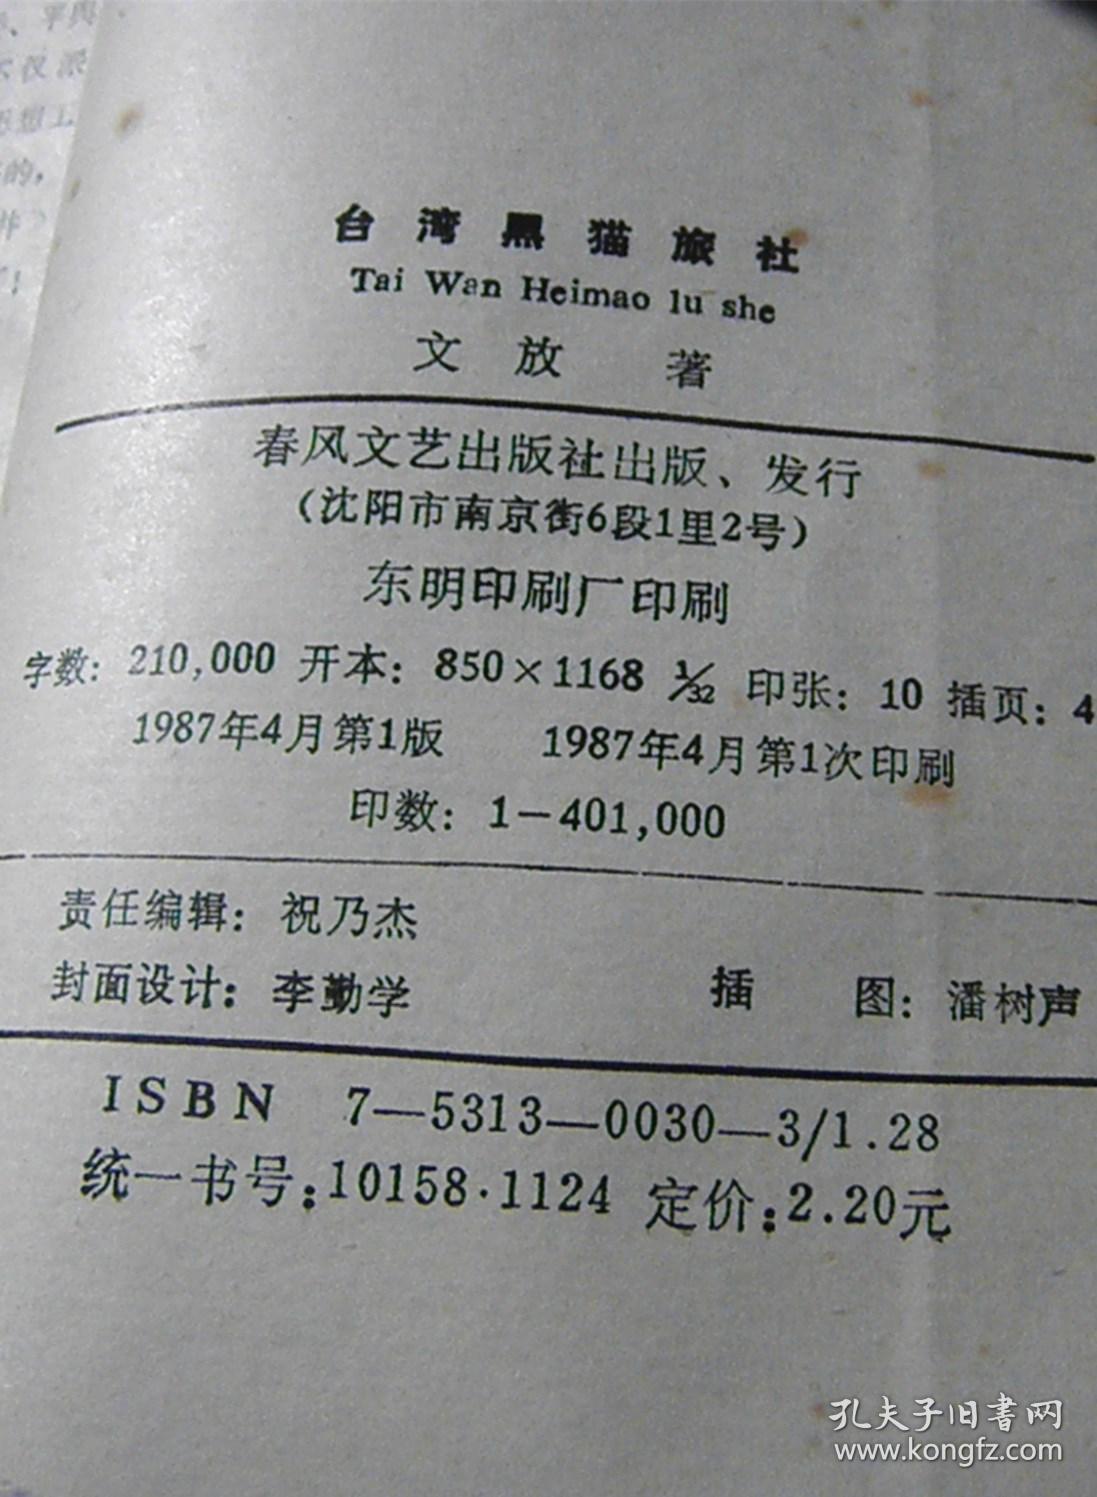 台湾黑猫旅社
Tai Wan Heimao lu she
文放 著
春风文艺出版社出版、发行
(沈阳市南京街6段1里2号)
东明印刷厂印刷
字数：210,000 开本：850×1168 1/32 印张：10 插页：4
1987年4月第1版 1987年4月第1次印刷
印数：1—401,000
责任编辑：祝乃杰
封面设计：李勤学 插 图：潘树声
ISBN 7—5313—0030—3/1.28
统一书号：10158·1124 定价：2.20元
孔夫子旧書网
www.kongfz.com